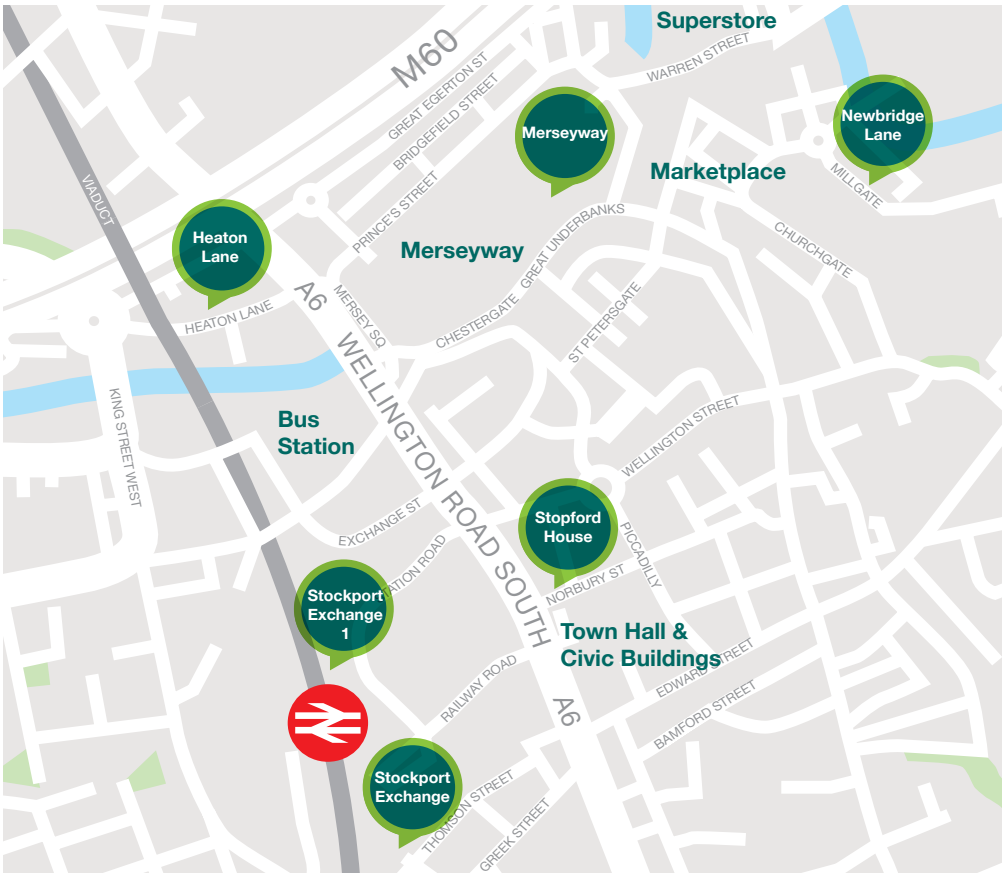 Superstore
M60
WARREN STREET
GREAT EGERTON ST
BRIDGEFIELD STREET
Merseyway
Newbridge
Lane
Marketplace
MILLGATE
VIADUCT
PRINCE'S STREET
Heaton
Lane
Merseyway
GREAT UNDERBANKS
CHURCHGATE
A6
MERSEY SQ
HEATON LANE
CHESTERGATE
ST PETERSGATE
WELLINGTON ROAD SOUTH
KING STREET WEST
Bus
Station
WELLINGTON STREET
EXCHANGE ST
Stopford
House
PICCADILLY
TATION ROAD
NORBURY ST
Stockport
Exchange
1
Town Hall &
Civic Buildings
EDWARD STREET
RAILWAY ROAD
A6
BAMFORD STREET
Stockport
Exchange
THOMSON STREET
GREEK STREET